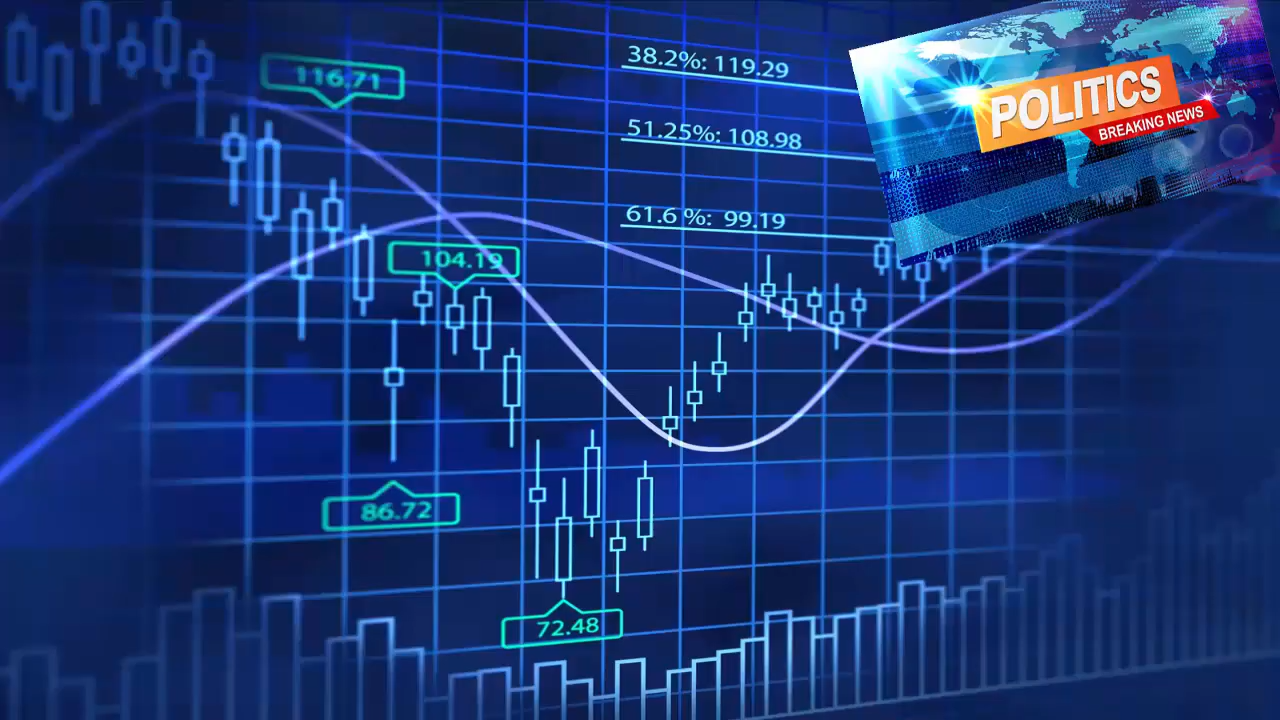 38.2%: 119.29
116.71
POLITICS
BREAKING NEWS
51.25%: 108.98
61.6 %: 99.19
104.19
86.72
72.48